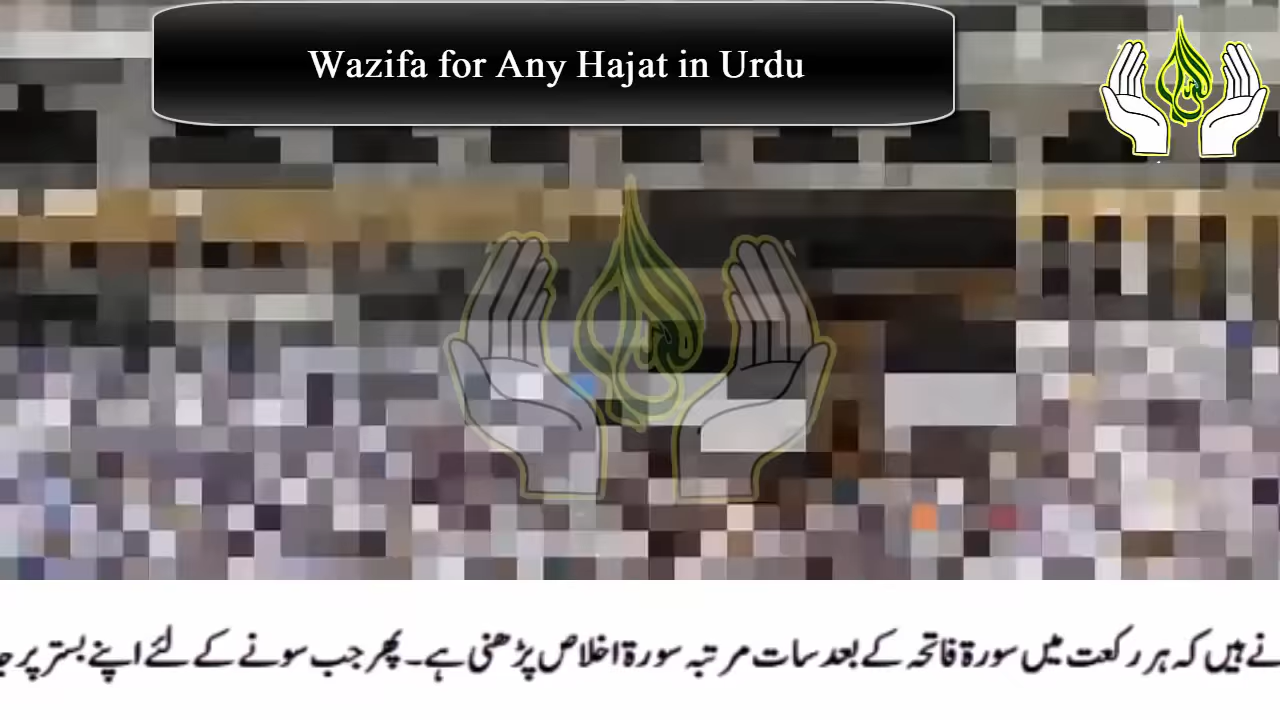 Wazifa for Any Hajat in Urdu
ہیں کہ ہر رکعت میں سورۃ فاتحہ کے بعد سات مرتبہ سورۃ اخلاص پڑھنی ہے۔ پھر جب سونے کے لئے اپنے بستر پر